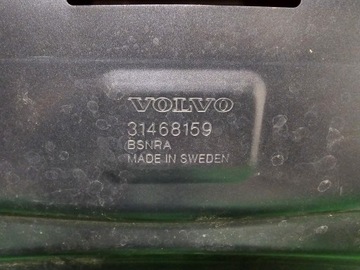 VOLVO
31468159
BSNRA
MADE IN SWEDEN